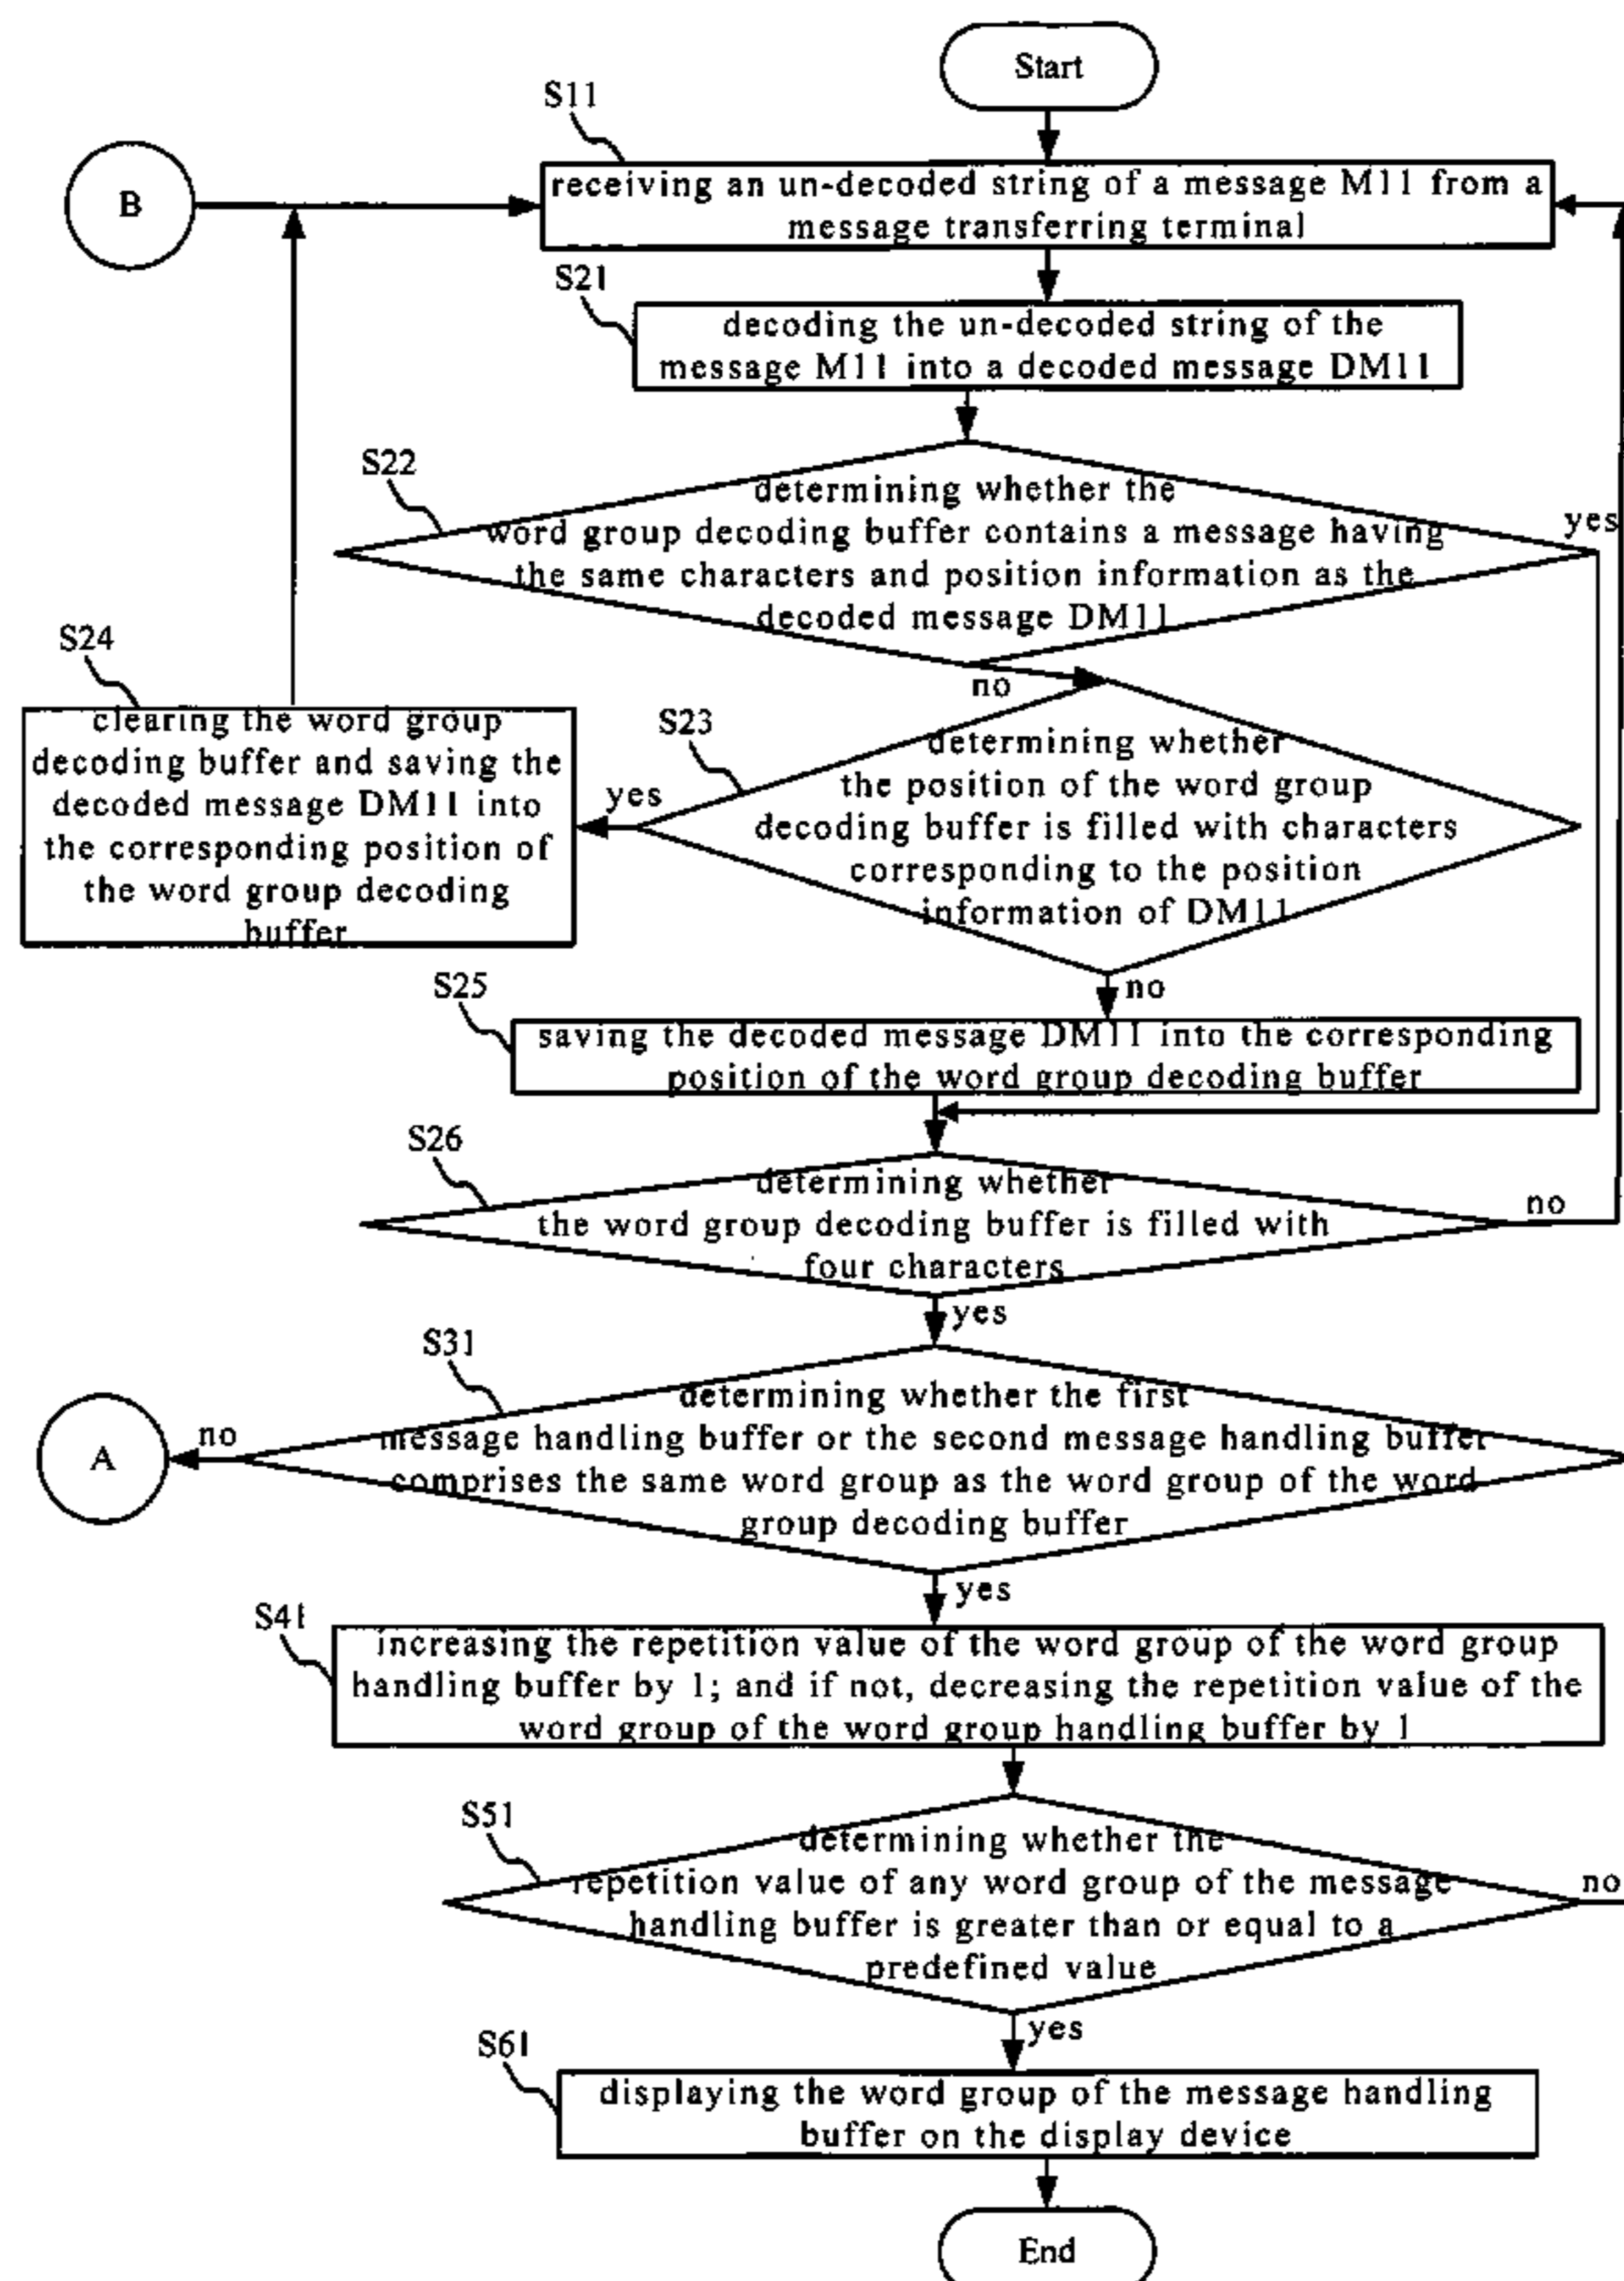 Start
S11
B
receiving an un-decoded string of a message M11 from a
message transferring terminal
S21
decoding the un-decoded string of the
message M11 into a decoded message DM11
S22
determining whether the
word group decoding buffer contains a message having
the same characters and position information as the
decoded message DM11
yes
no
S24
clearing the word group
decoding buffer and saving the
decoded message DM11 into
the corresponding position of
the word group decoding
buffer
yes
S23
determining whether
the position of the word group
decoding buffer is filled with characters
corresponding to the position
information of DM11
no
S25
saving the decoded message DM11 into the corresponding
position of the word group decoding buffer
S26
determining whether
the word group decoding buffer is filled with
four characters
no
yes
S31
A
no
determining whether the first
message handling buffer or the second message handling buffer
comprises the same word group as the word group of the word
group decoding buffer
yes
S41
increasing the repetition value of the word group of the word group
handling buffer by 1; and if not, decreasing the repetition value of the
word group of the word group handling buffer by 1
S51
determining whether the
repetition value of any word group of the message
handling buffer is greater than or equal to a
predefined value
no
yes
S61
displaying the word group of the message handling
buffer on the display device
End